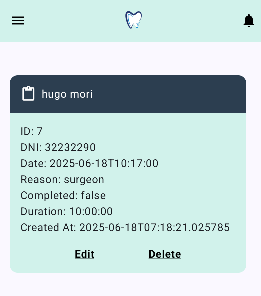 hugo mori
ID: 7
DNI: 32232290
Date: 2025-06-18T10:17:00
Reason: surgeon
Completed: false
Duration: 10:00:00
Created At: 2025-06-18T07:18:21.025785
Edit Delete